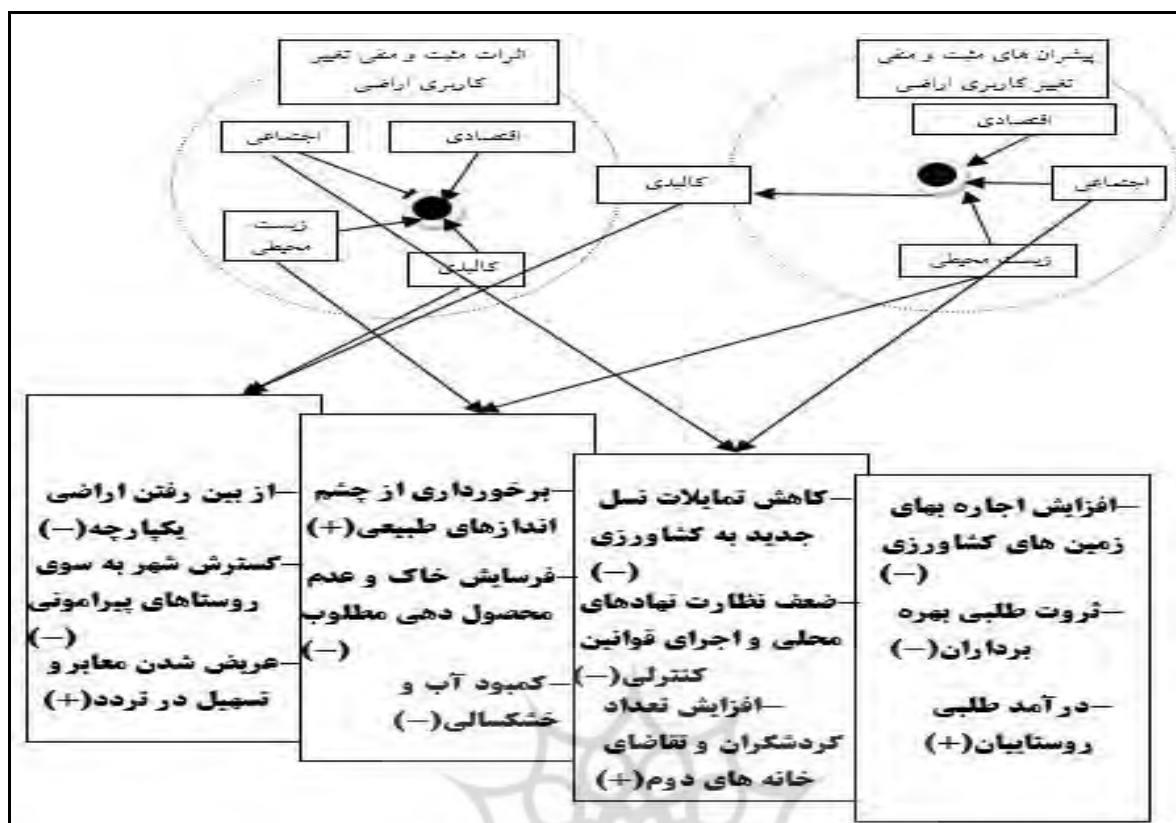 پیشران های مثبت و منفی
تغییر کاربری اراضی
اقتصادی
اجتماعی
زیست محیطی
کالبدی
اثرات مثبت و منفی تغییر
کاربری اراضی
اقتصادی
اجتماعی
زیست
محیطی
کالبدی
–افزایش اجاره بهای
زمین های کشاورزی
(–)
–ثروت طلبی بهره
برداران(–)
–درآمد طلبی
روستاییان(+)
–کاهش تمایلات نسل
جدید به کشاورزی
(–)
–ضعف نظارت نهادهای
محلی و اجرای قوانین
کنترلی(–)
–افزایش تعداد
گردشگران و تقاضای
خانه های دوم(+)
–برخورداری از چشم
اندازهای طبیعی(+)
–فرسایش خاک و عدم
محصول دهی مطلوب
(–)
–کمبود آب و
خشکسالی(–)
–از بین رفتن اراضی
یکپارچه(–)
–گسترش شهر به سوی
روستاهای پیرامونی
(–)
–عریض شدن معابر و
تسهیل در تردد(+)